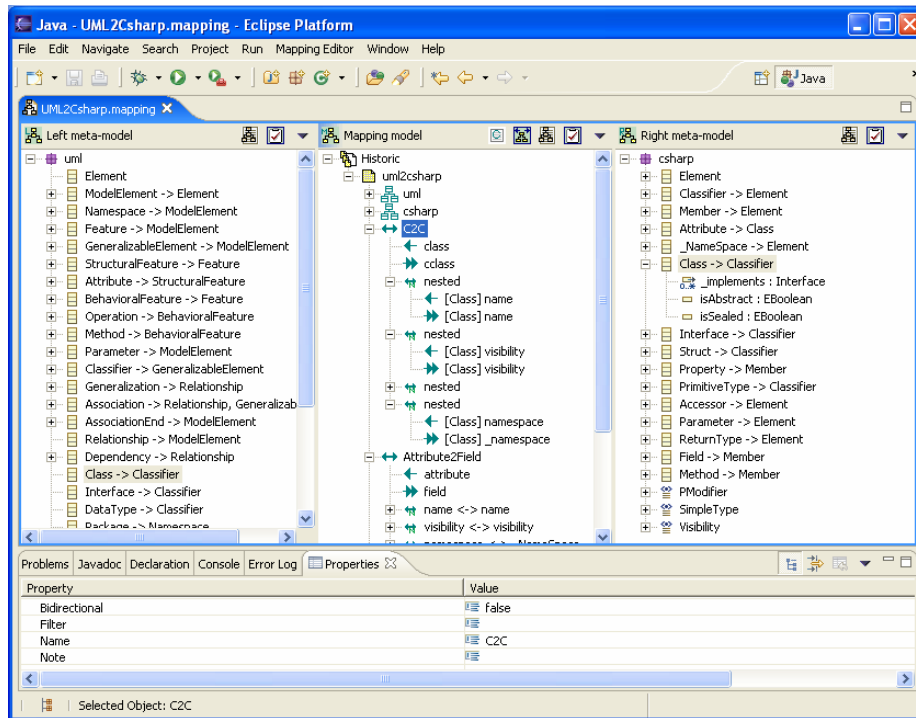 Java - UML2Csharp.mapping - Eclipse Platform
File Edit Navigate Search Project Run Mapping Editor Window Help
Java
UML2Csharp.mapping
Left meta-model
uml
Element
ModelElement -> Element
Namespace -> ModelElement
Feature -> ModelElement
GeneralizableElement -> ModelElement
StructuralFeature -> Feature
Attribute -> StructuralFeature
BehavioralFeature -> Feature
Operation -> BehavioralFeature
Method -> BehavioralFeature
Parameter -> ModelElement
Classifier -> GeneralizableElement
Generalization -> Relationship
Association -> Relationship, Generalizab
AssociationEnd -> ModelElement
Relationship -> ModelElement
Dependency -> Relationship
Class -> Classifier
Interface -> Classifier
DataType -> Classifier
Package -> Namespace
Mapping model
Historic
uml2csharp
uml
csharp
C2C
class
cclass
nested
[Class] name
[Class] name
nested
[Class] visibility
[Class] visibility
nested
nested
[Class] namespace
[Class] _namespace
Attribute2Field
attribute
field
name <-> name
visibility <-> visibility
namespace <-> _NameSpace
Right meta-model
csharp
Element
Classifier -> Element
Member -> Element
Attribute -> Class
_NameSpace -> Element
Class -> Classifier
_implements : Interface
isAbstract : EBoolean
isSealed : EBoolean
Interface -> Classifier
Struct -> Classifier
Property -> Member
PrimitiveType -> Classifier
Accessor -> Element
Parameter -> Element
ReturnType -> Element
Field -> Member
Method -> Member
PModifier
SimpleType
Visibility
Problems Javadoc Declaration Console Error Log Properties
Property Value
Bidirectional false
Filter
Name C2C
Note
Selected Object: C2C